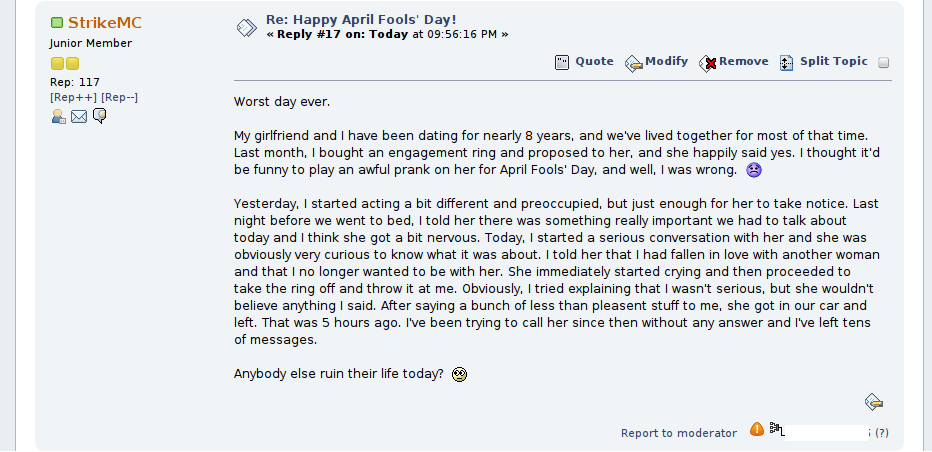 StrikeMC
Junior Member
Rep: 117
[Rep++] [Rep--]
Re: Happy April Fools' Day!
« Reply #17 on: Today at 09:56:16 PM »
Quote Modify Remove Split Topic
Worst day ever.
My girlfriend and I have been dating for nearly 8 years, and we've lived together for most of that time.
Last month, I bought an engagement ring and proposed to her, and she happily said yes. I thought it'd
be funny to play an awful prank on her for April Fools' Day, and well, I was wrong.
Yesterday, I started acting a bit different and preoccupied, but just enough for her to take notice. Last
night before we went to bed, I told her there was something really important we had to talk about
today and I think she got a bit nervous. Today, I started a serious conversation with her and she was
obviously very curious to know what it was about. I told her that I had fallen in love with another woman
and that I no longer wanted to be with her. She immediately started crying and then proceeded to
take the ring off and throw it at me. Obviously, I tried explaining that I wasn't serious, but she wouldn't
believe anything I said. After saying a bunch of less than pleasent stuff to me, she got in our car and
left. That was 5 hours ago. I've been trying to call her since then without any answer and I've left tens
of messages.
Anybody else ruin their life today?
Report to moderator (?)